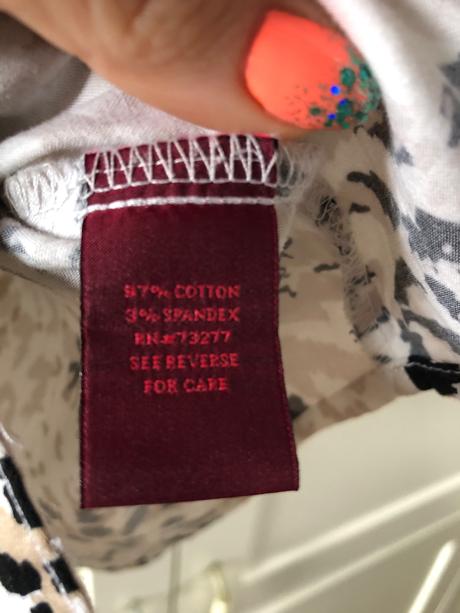 97% COTTON
3% SPANDEX
RN#73277
SEE REVERSE
FOR CARE